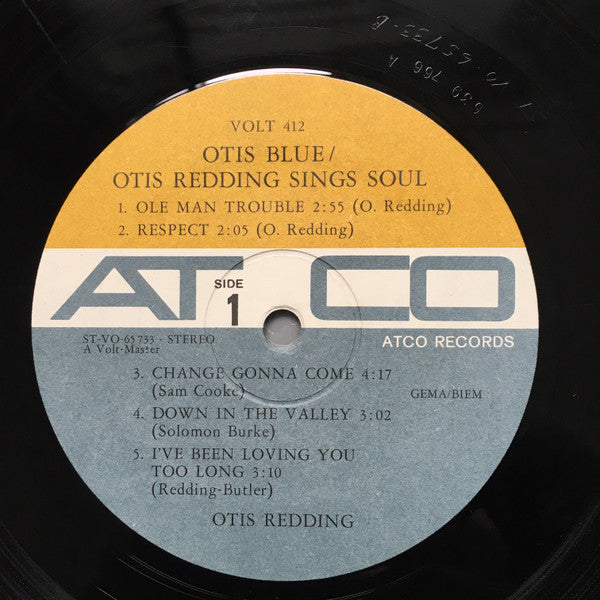 VOLT 412
OTIS BLUE/
OTIS REDDING SINGS SOUL
1. OLE MAN TROUBLE 2:55 (O. Redding)
2. RESPECT 2:05 (O. Redding)
ATCO
SIDE
1
ST-VO-65733 - STEREO
A Volt-Master
ATCO RECORDS
3. CHANGE GONNA COME 4:17
(Sam Cooke)
GEMA/BIEM
4. DOWN IN THE VALLEY 3:02
(Solomon Burke)
5. I'VE BEEN LOVING YOU
TOO LONG 3:10
(Redding-Butler)
OTIS REDDING